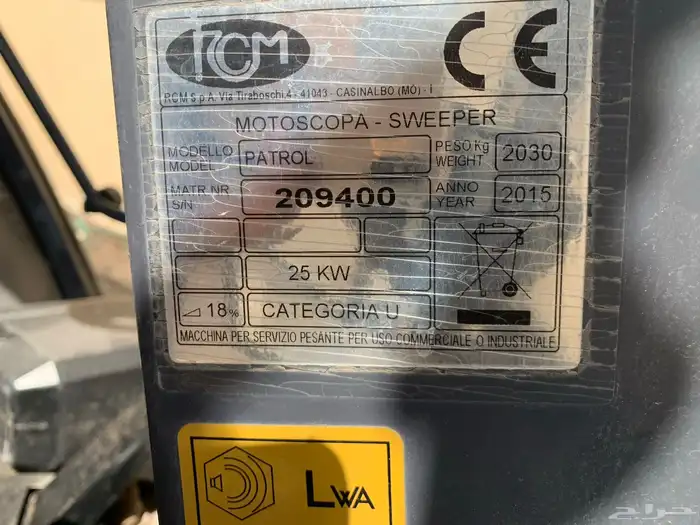 RCM
CE
RCM S.p.A. Via Tiraboschi,4 - 41043 - CASINALBO (MO) - I
MOTOSCOPA - SWEEPER
MODELLO
MODEL
PATROL
PESO Kg
WEIGHT
2030
MATR.NR
S/N
209400
ANNO
YEAR
2015
25 KW
18%
CATEGORIA U
MACCHINA PER SERVIZIO PESANTE PER USO COMMERCIALE O INDUSTRIALE
LWA
حراج